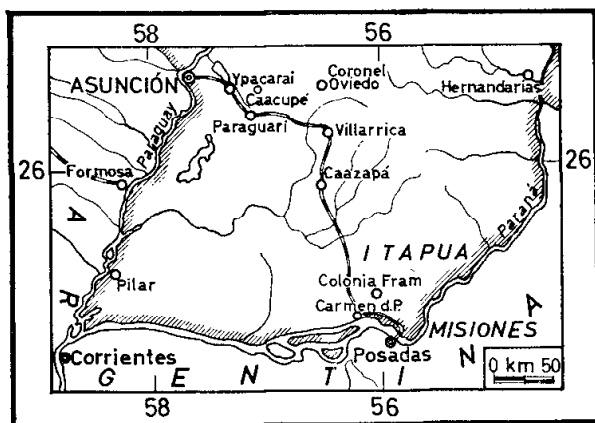 58 56
ASUNCIÓN
Ypacaraí
Caacupé
Coronel
Oviedo
Hernandarias
Paraguarí
Villarrica
Paraguay
26 26
Formosa
Caazapá
Paraná
ITAPUA
Pilar
Colonia Fram
Carmen d.P.
MISIONES
Posadas
Corrientes
ARGENTINA
0 km 50
58 56